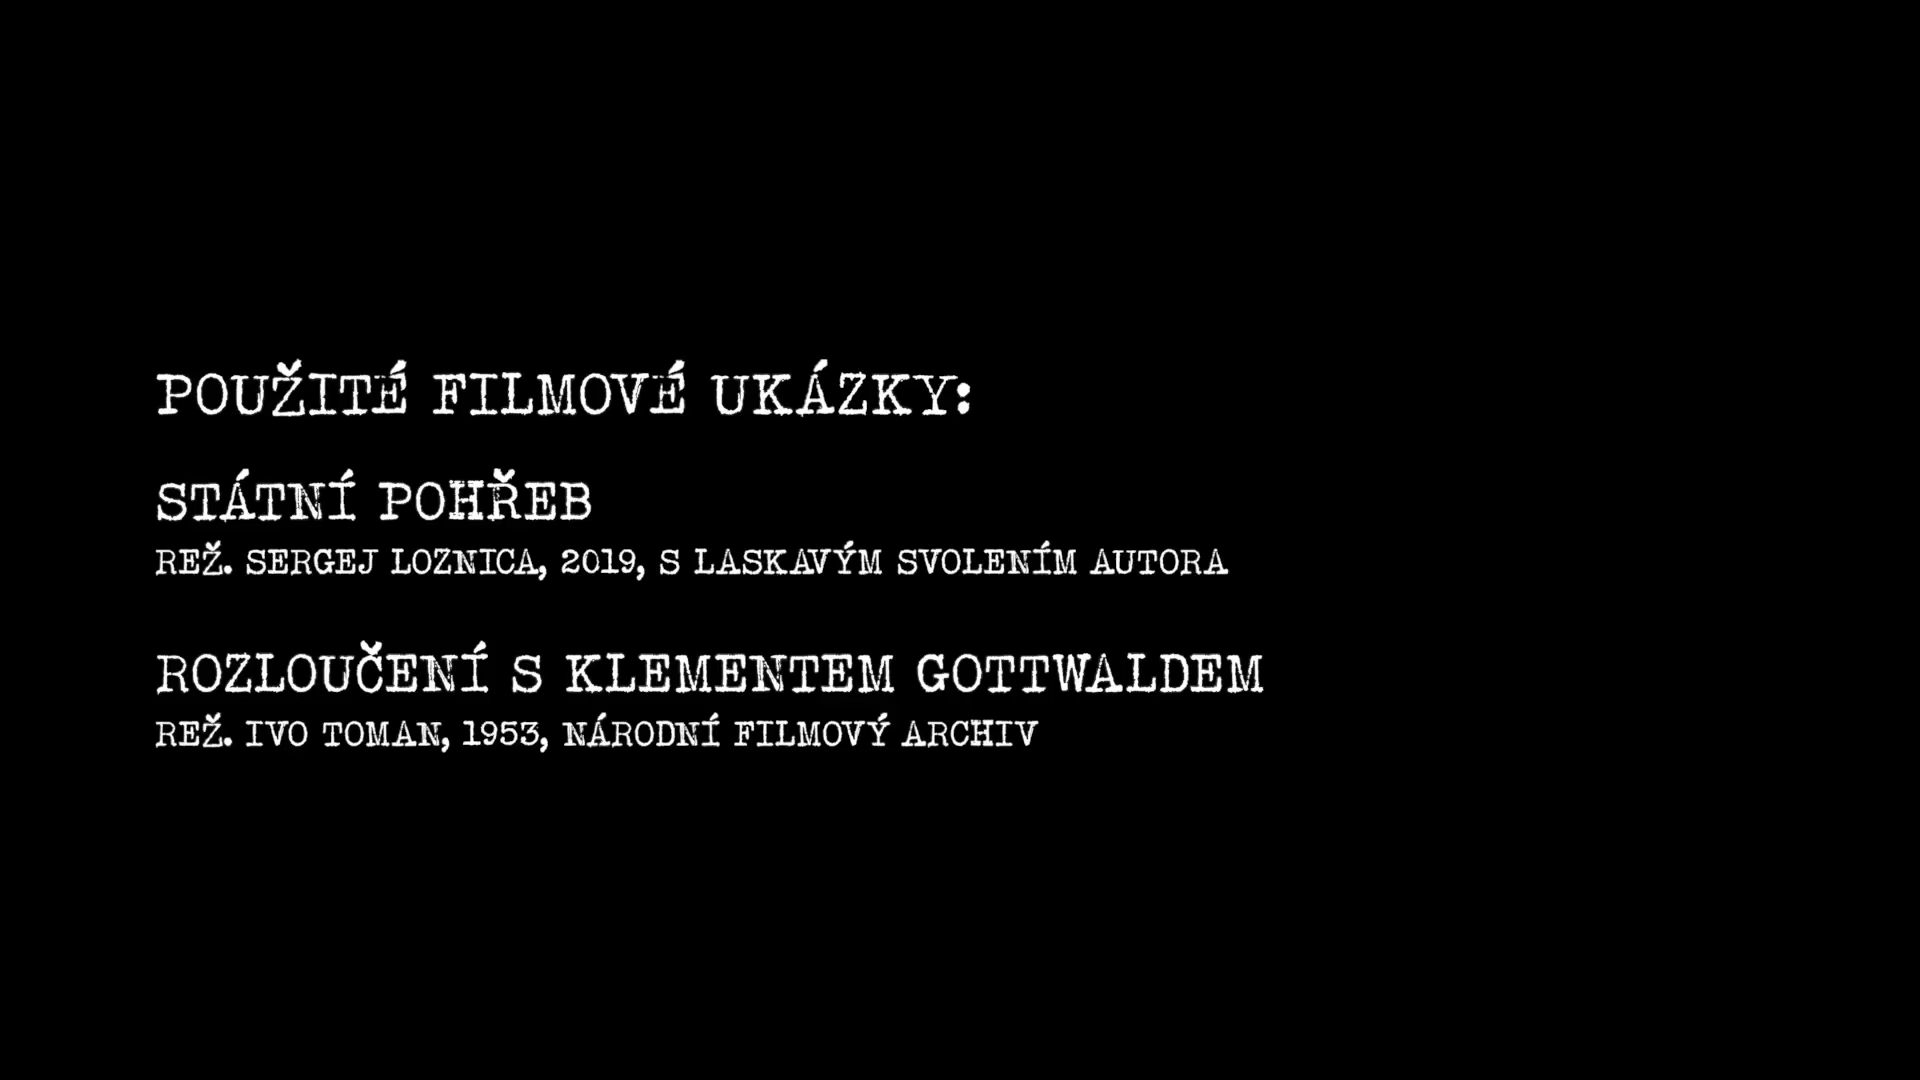 POUŽITÉ FILMOVÉ UKÁZKY:
STÁTNÍ POHŘEB
REŽ. SERGEJ LOZNICA, 2019, S LASKAVÝM SVOLENÍM AUTORA
ROZLOUČENÍ S KLEMENTEM GOTTWALDEM
REŽ. IVO TOMAN, 1953, NÁRODNÍ FILMOVÝ ARCHIV